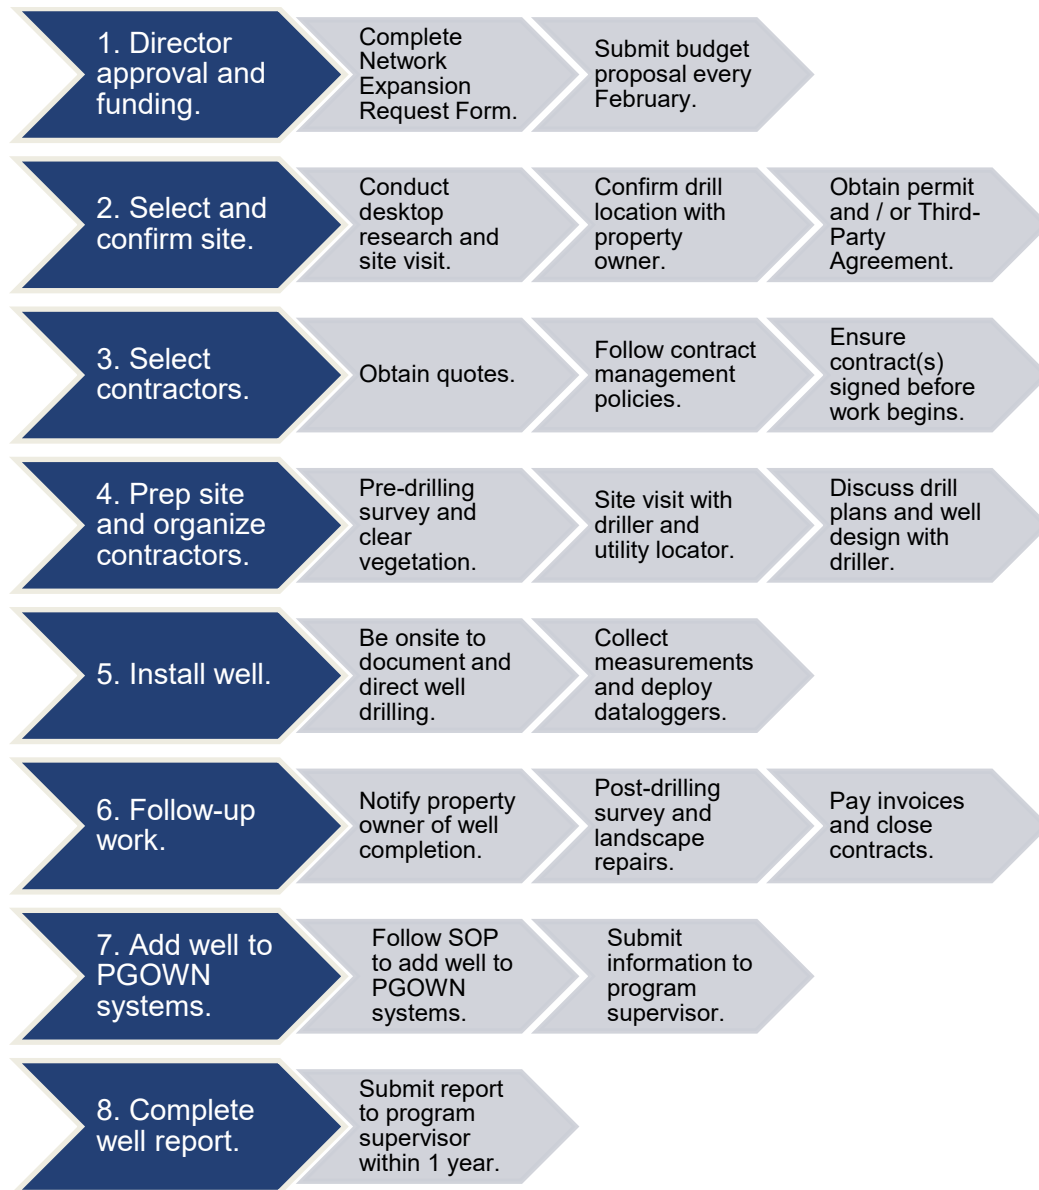 1. Director
approval and
funding.
Complete
Network
Expansion
Request Form.
Submit budget
proposal every
February.
2. Select and
confirm site.
Conduct
desktop
research and
site visit.
Confirm drill
location with
property
owner.
Obtain permit
and / or Third-
Party
Agreement.
3. Select
contractors.
Obtain quotes.
Follow contract
management
policies.
Ensure
contract(s)
signed before
work begins.
4. Prep site
and organize
contractors.
Pre-drilling
survey and
clear
vegetation.
Site visit with
driller and
utility locator.
Discuss drill
plans and well
design with
driller.
5. Install well.
Be onsite to
document and
direct well
drilling.
Collect
measurements
and deploy
dataloggers.
6. Follow-up
work.
Notify property
owner of well
completion.
Post-drilling
survey and
landscape
repairs.
Pay invoices
and close
contracts.
7. Add well to
PGOWN
systems.
Follow SOP
to add well to
PGOWN
systems.
Submit
information to
program
supervisor.
8. Complete
well report.
Submit report
to program
supervisor
within 1 year.